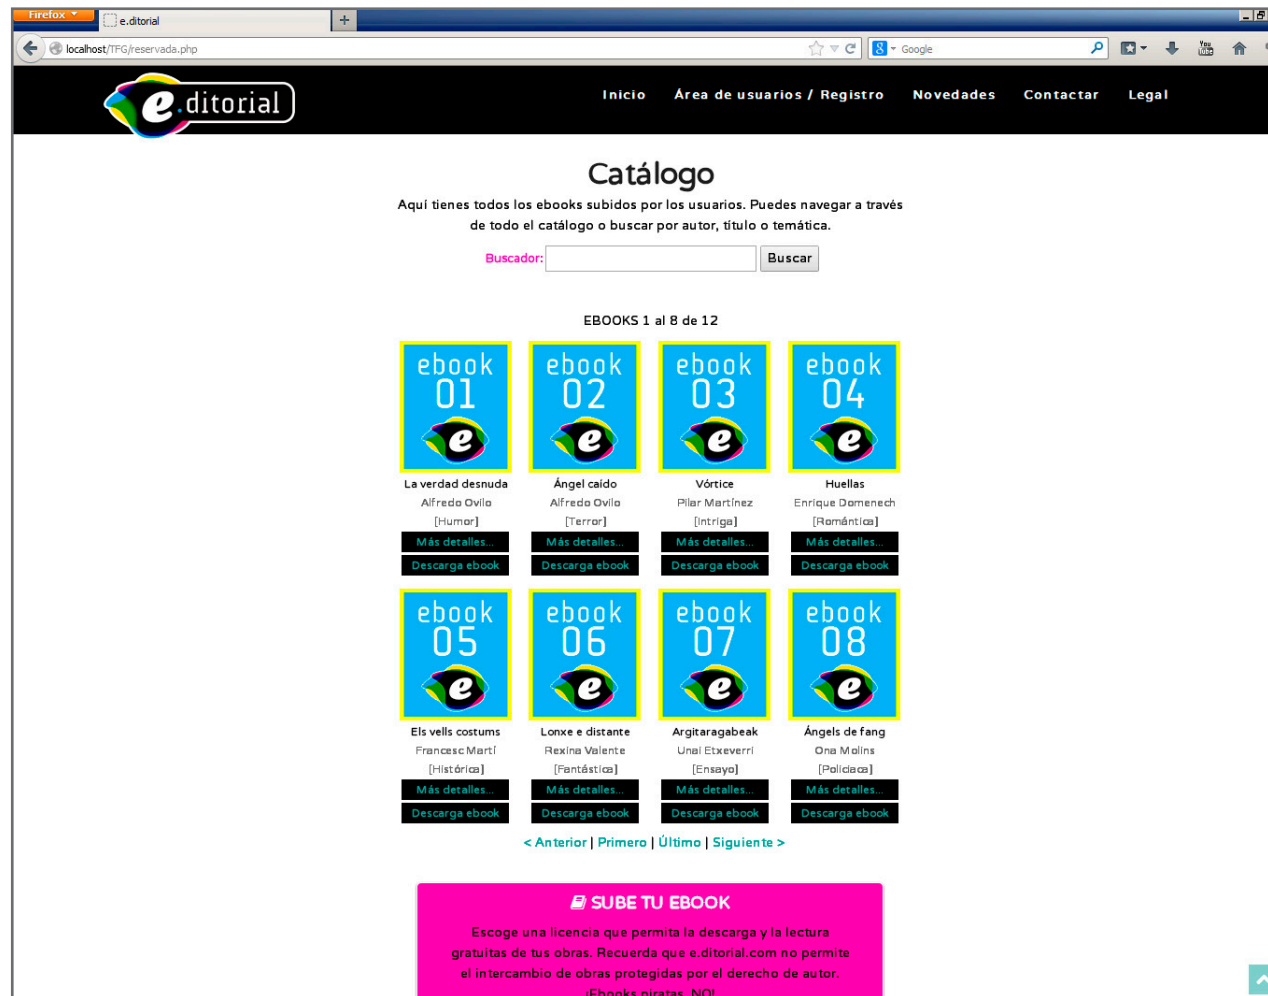 Firefox
e.ditorial
localhost/TFG/reservada.php
Google
You Tube
e.ditorial
Inicio Área de usuarios / Registro Novedades Contactar Legal
Catálogo
Aquí tienes todos los ebooks subidos por los usuarios. Puedes navegar a través
de todo el catálogo o buscar por autor, título o temática.
Buscador: Buscar
EBOOKS 1 al 8 de 12
ebook ebook ebook ebook
01 02 03 04
e e e e
La verdad desnuda Ángel caído Vórtice Huellas
Alfredo Ovilo Alfredo Ovilo Pilar Martínez Enrique Domenech
[Humor] [Terror] [Intriga] [Romántica]
Más detalles... Más detalles... Más detalles... Más detalles...
Descarga ebook Descarga ebook Descarga ebook Descarga ebook
ebook ebook ebook ebook
05 06 07 08
e e e e
Els vells costums Lonxe e distante Argitaragabeak Ángels de fang
Francesc Martí Rexina Valente Unai Etxeverri Ona Molins
[Histórica] [Fantástica] [Ensayo] [Policiaca]
Más detalles... Más detalles... Más detalles... Más detalles...
Descarga ebook Descarga ebook Descarga ebook Descarga ebook
< Anterior | Primero | Último | Siguiente >
SUBE TU EBOOK
Escoge una licencia que permita la descarga y la lectura
gratuitas de tus obras. Recuerda que e.ditorial.com no permite
el intercambio de obras protegidas por el derecho de autor.
¡Ebooks piratas, NO!